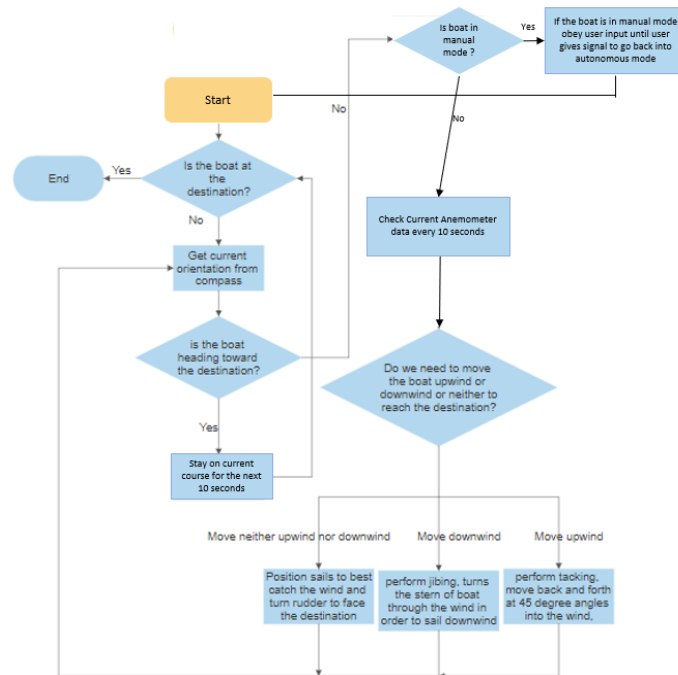 Is boat in
manual
mode ?
Yes
If the boat is in manual mode
obey user input until user
gives signal to go back into
autonomous mode
Start
No
No
Is the boat at
the
destination?
Yes
End
No
Check Current Anemometer
data every 10 seconds
Get current
orientation from
compass
is the boat
heading toward
the destination?
Do we need to move
the boat upwind or
downwind or neither to
reach the destination?
Yes
Stay on current
course for the next
10 seconds
Move neither upwind nor downwind
Move downwind
Move upwind
Position sails to best
catch the wind and
turn rudder to face
the destination
perform jibing, turns
the stern of boat
through the wind in
order to sail downwind
perform tacking,
move back and forth
at 45 degree angles
into the wind,